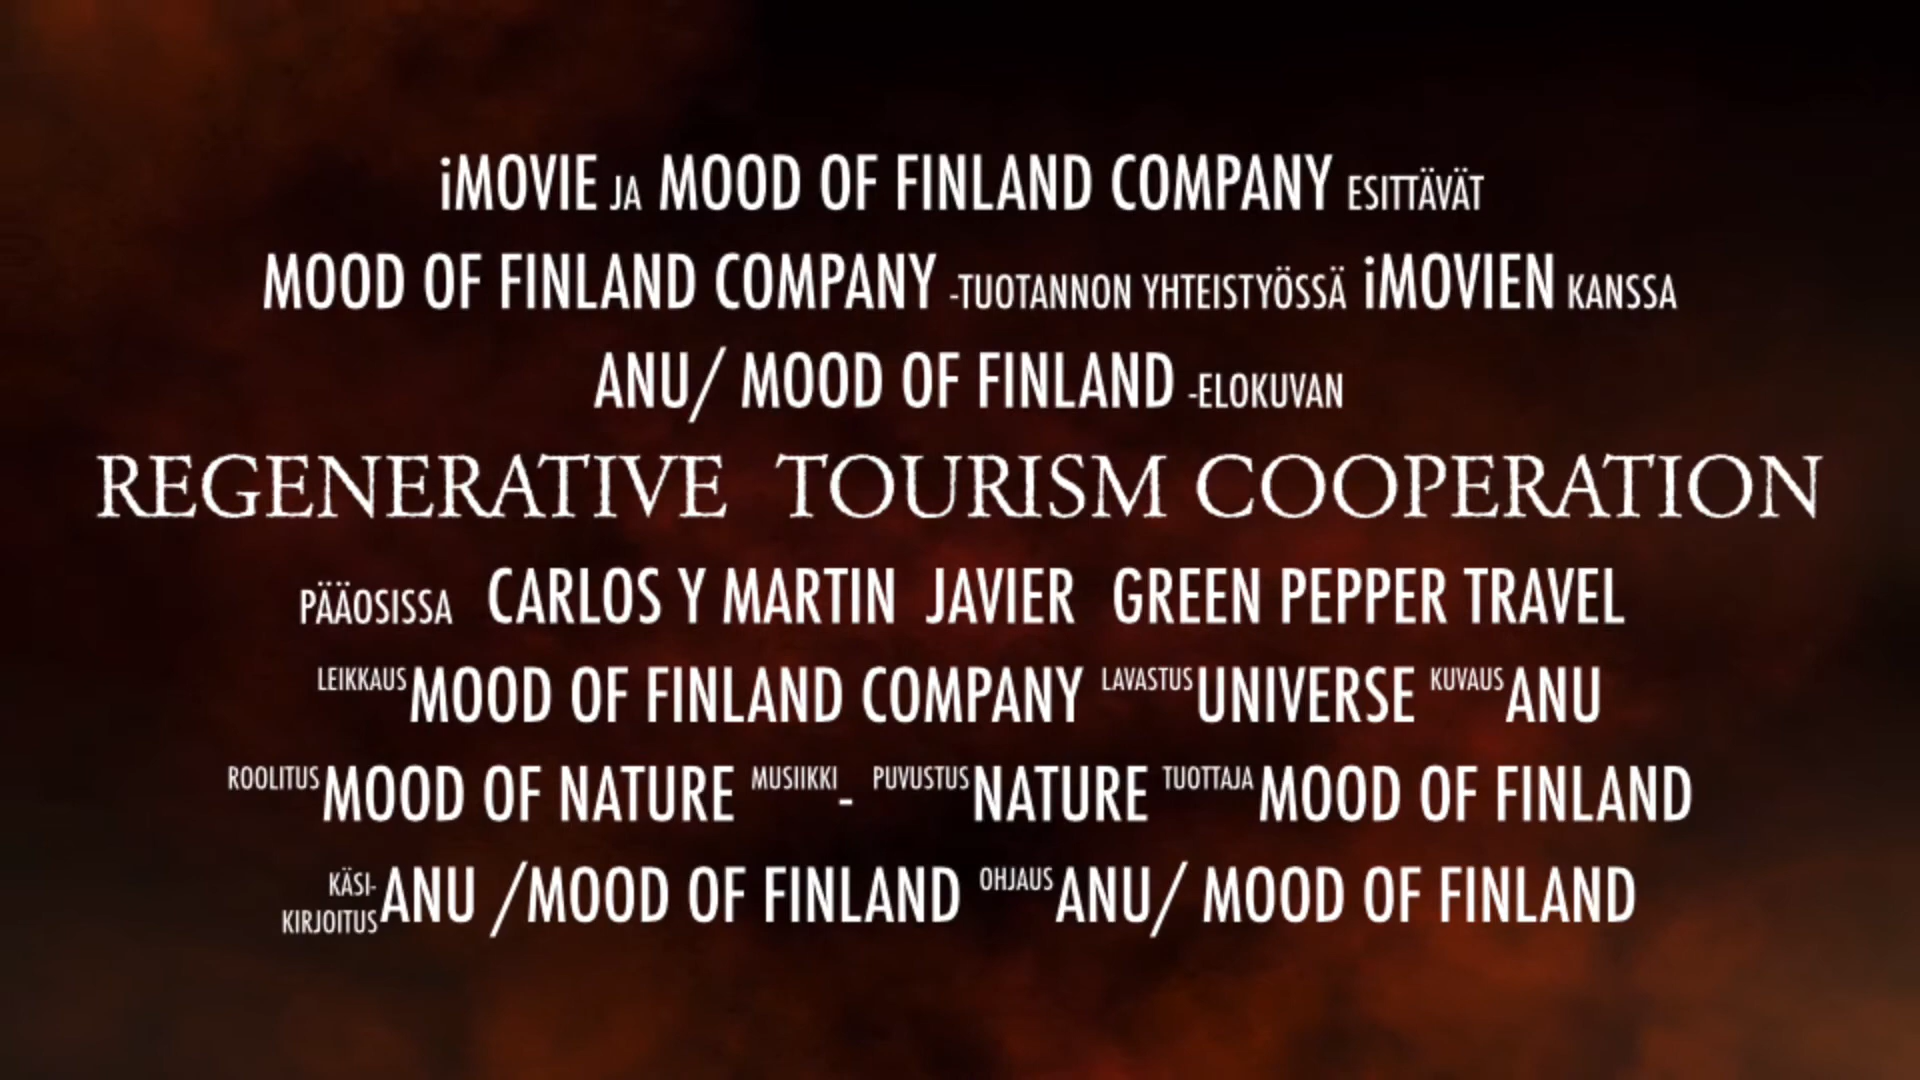 iMOVIE JA MOOD OF FINLAND COMPANY ESITTÄVÄT
MOOD OF FINLAND COMPANY -TUOTANNON YHTEISTYÖSSÄ iMOVIEN KANSSA
ANU/ MOOD OF FINLAND -ELOKUVAN
REGENERATIVE TOURISM COOPERATION
PÄÄOSISSA CARLOS Y MARTIN JAVIER GREEN PEPPER TRAVEL
LEIKKAUS MOOD OF FINLAND COMPANY LAVASTUS UNIVERSE KUVAUS ANU
ROOLITUS MOOD OF NATURE MUSIIKKI - PUVUSTUS NATURE TUOTTAJA MOOD OF FINLAND
KÄSI-KIRJOITUS ANU /MOOD OF FINLAND OHJAUS ANU/ MOOD OF FINLAND